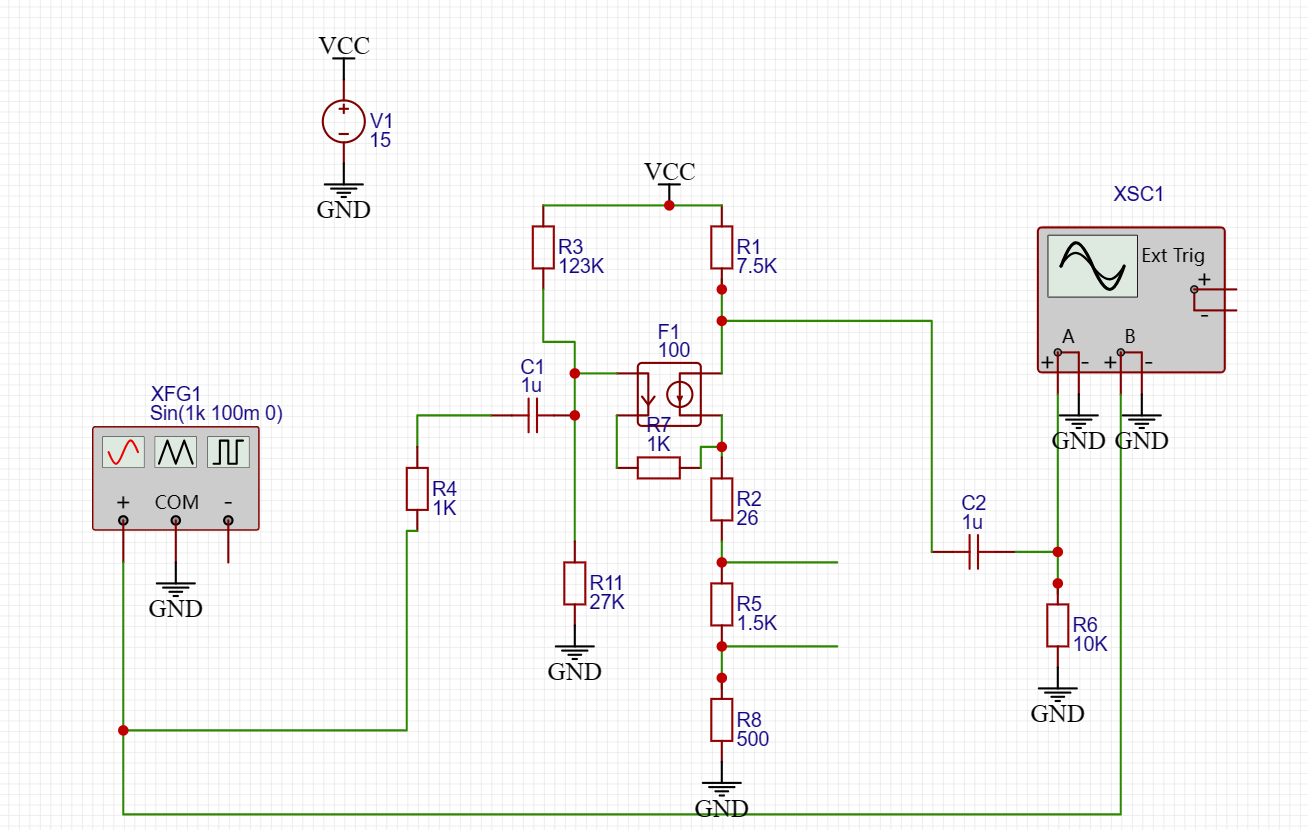 VCC
V1
15
GND
VCC
XSC1
R3
123K
R1
7.5K
Ext Trig
+
-
F1
100
A
B
+
-
+
-
C1
1u
XFG1
Sin(1k 100m 0)
R7
1K
GND
GND
+
COM
-
R4
1K
R2
26
C2
1u
GND
R11
27K
R5
1.5K
R6
10K
GND
R8
500
GND
GND